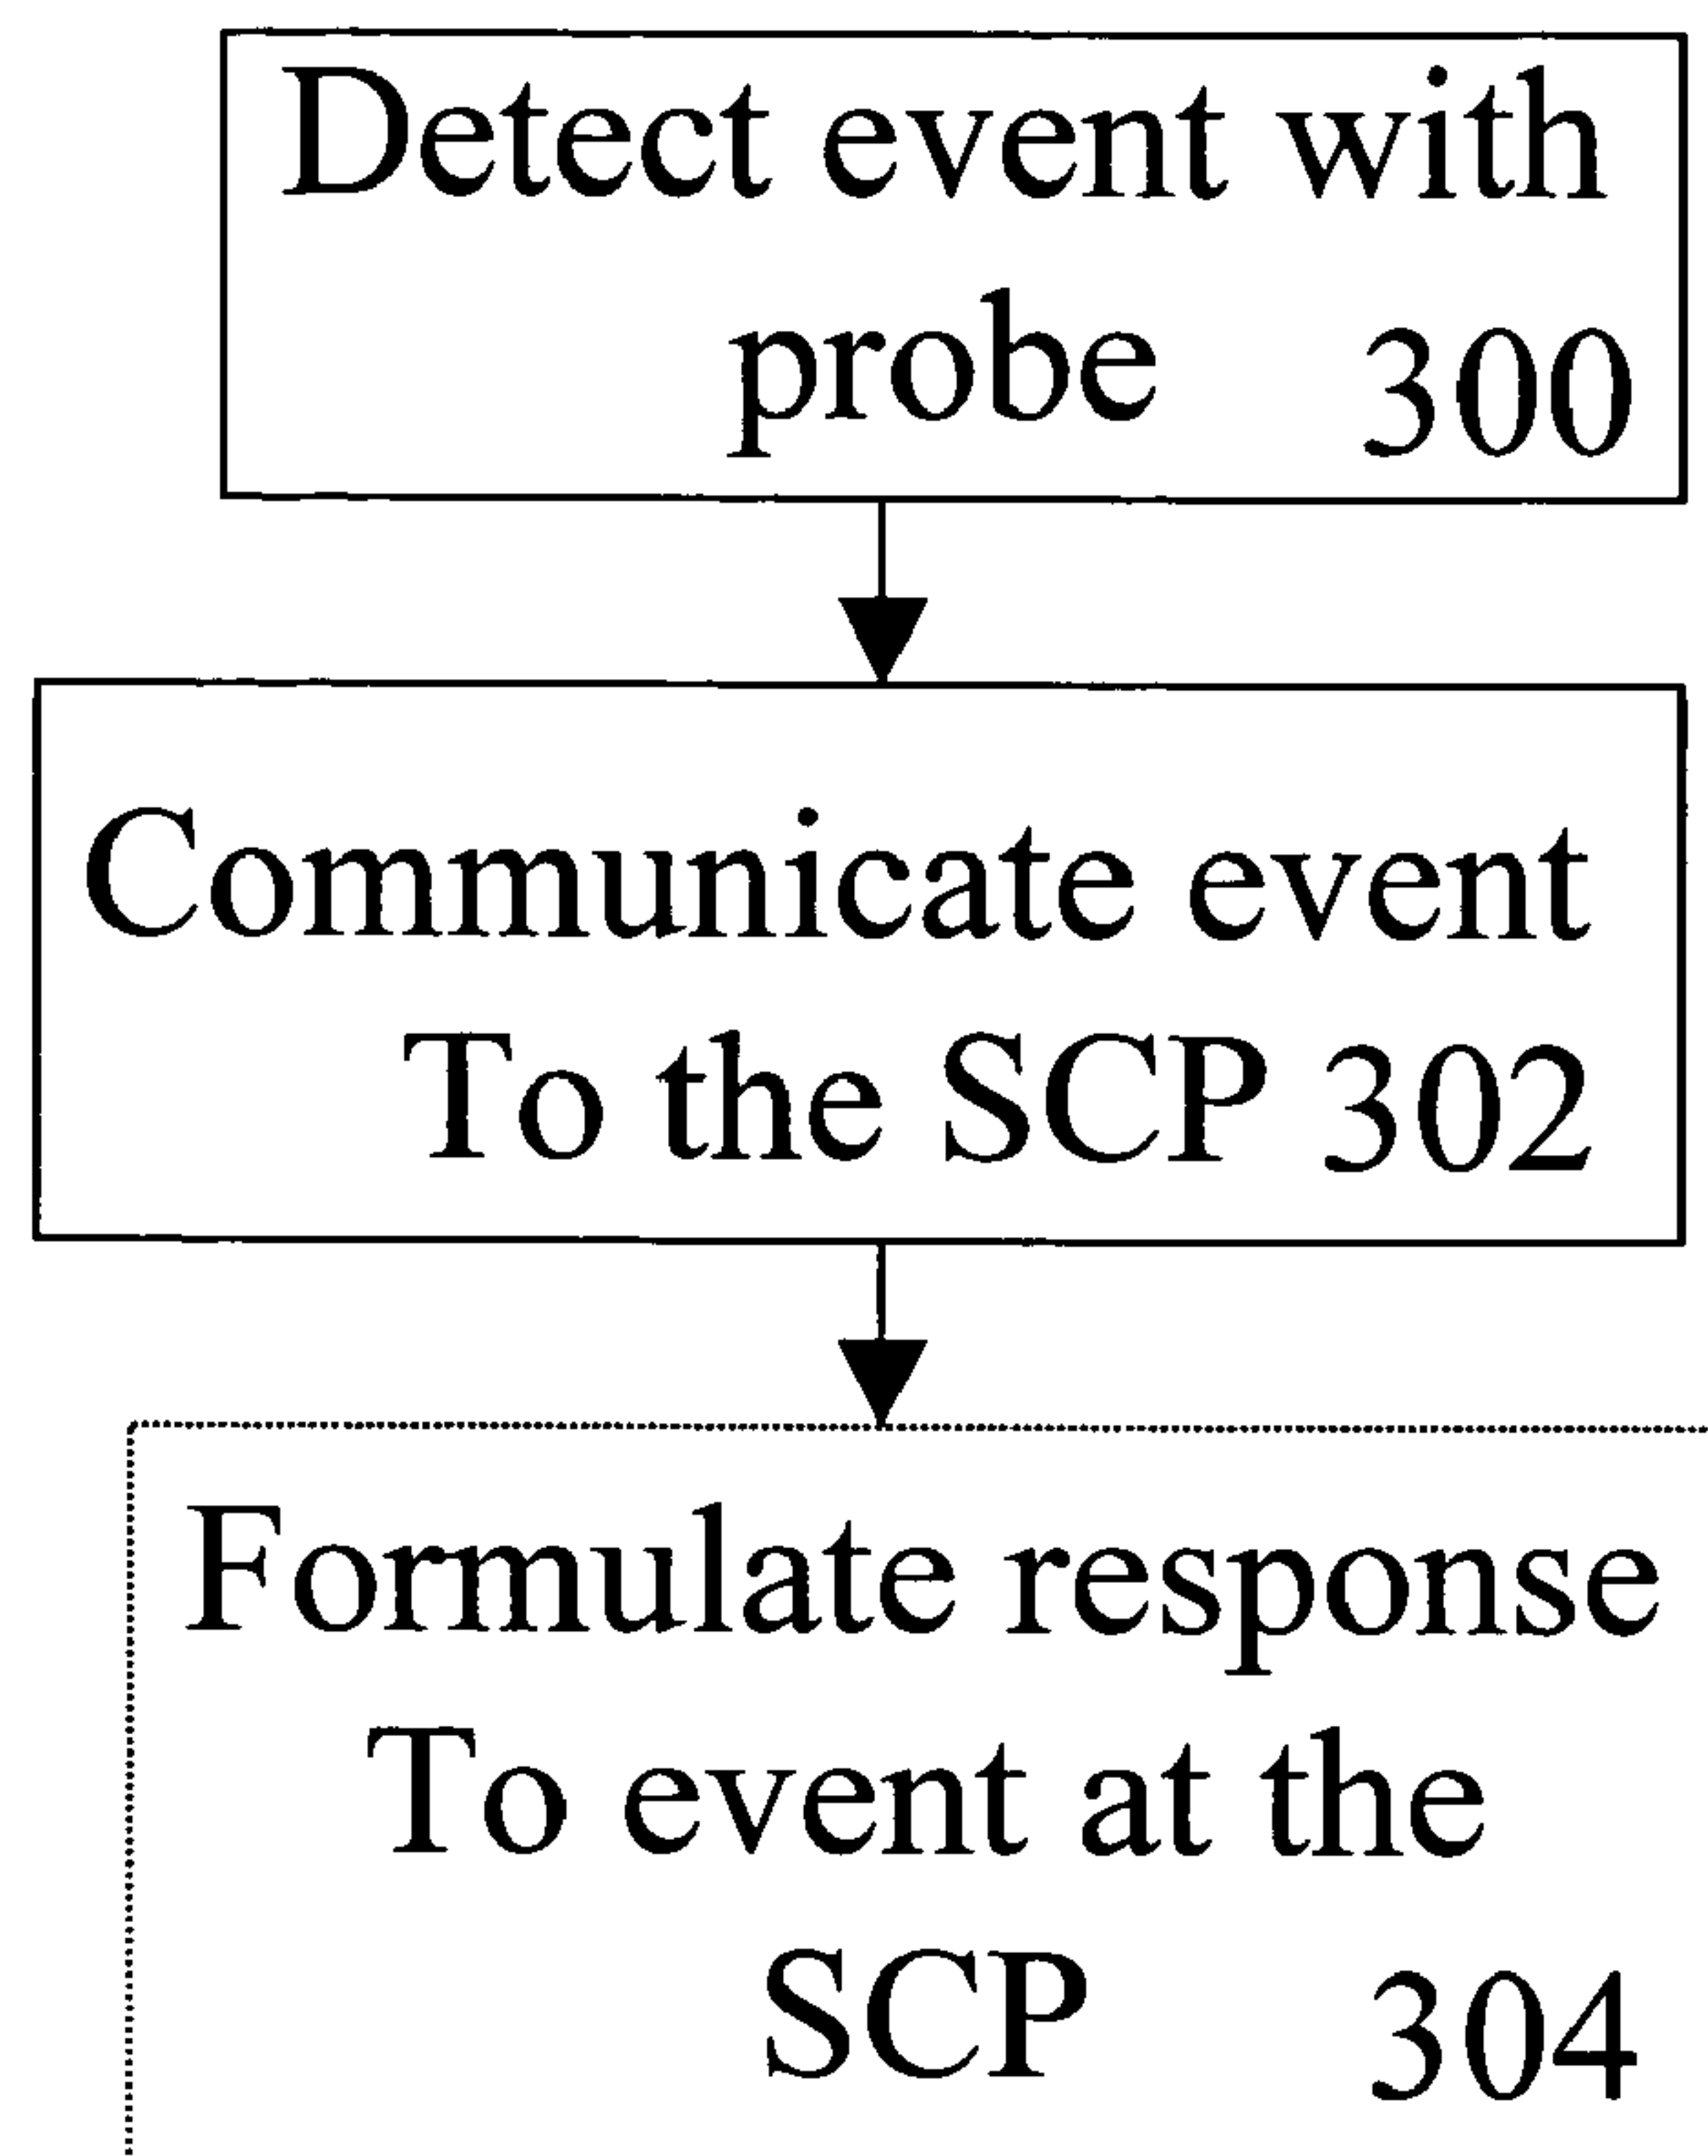 Detect event with
probe 300
Communicate event
To the SCP 302
Formulate response
To event at the
SCP 304